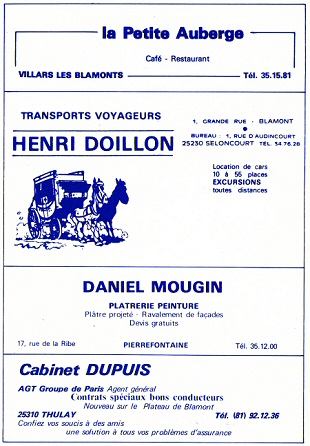 la Petite Auberge
Café - Restaurant
VILLARS LES BLAMONTS
Tél. 35.15.81
TRANSPORTS VOYAGEURS
HENRI DOILLON
1, GRANDE RUE - BLAMONT
BUREAU : 1, RUE D'AUDINCOURT
25230 SELONCOURT TÉL. 34.76.28
Location de cars
10 à 55 places
EXCURSIONS
toutes distances
DANIEL MOUGIN
PLATRERIE PEINTURE
Plâtre projeté - Ravalement de façades
Devis gratuits
17, rue de la Ribe
PIERREFONTAINE
Tél. 35.12.00
Cabinet DUPUIS
AGT Groupe de Paris Agent général
Contrats spéciaux bons conducteurs
Nouveau sur le Plateau de Blamont
25310 THULAY
Tél. (81) 92.12.36
Confiez vos soucis à des amis
une solution à tous vos problèmes d'assurance